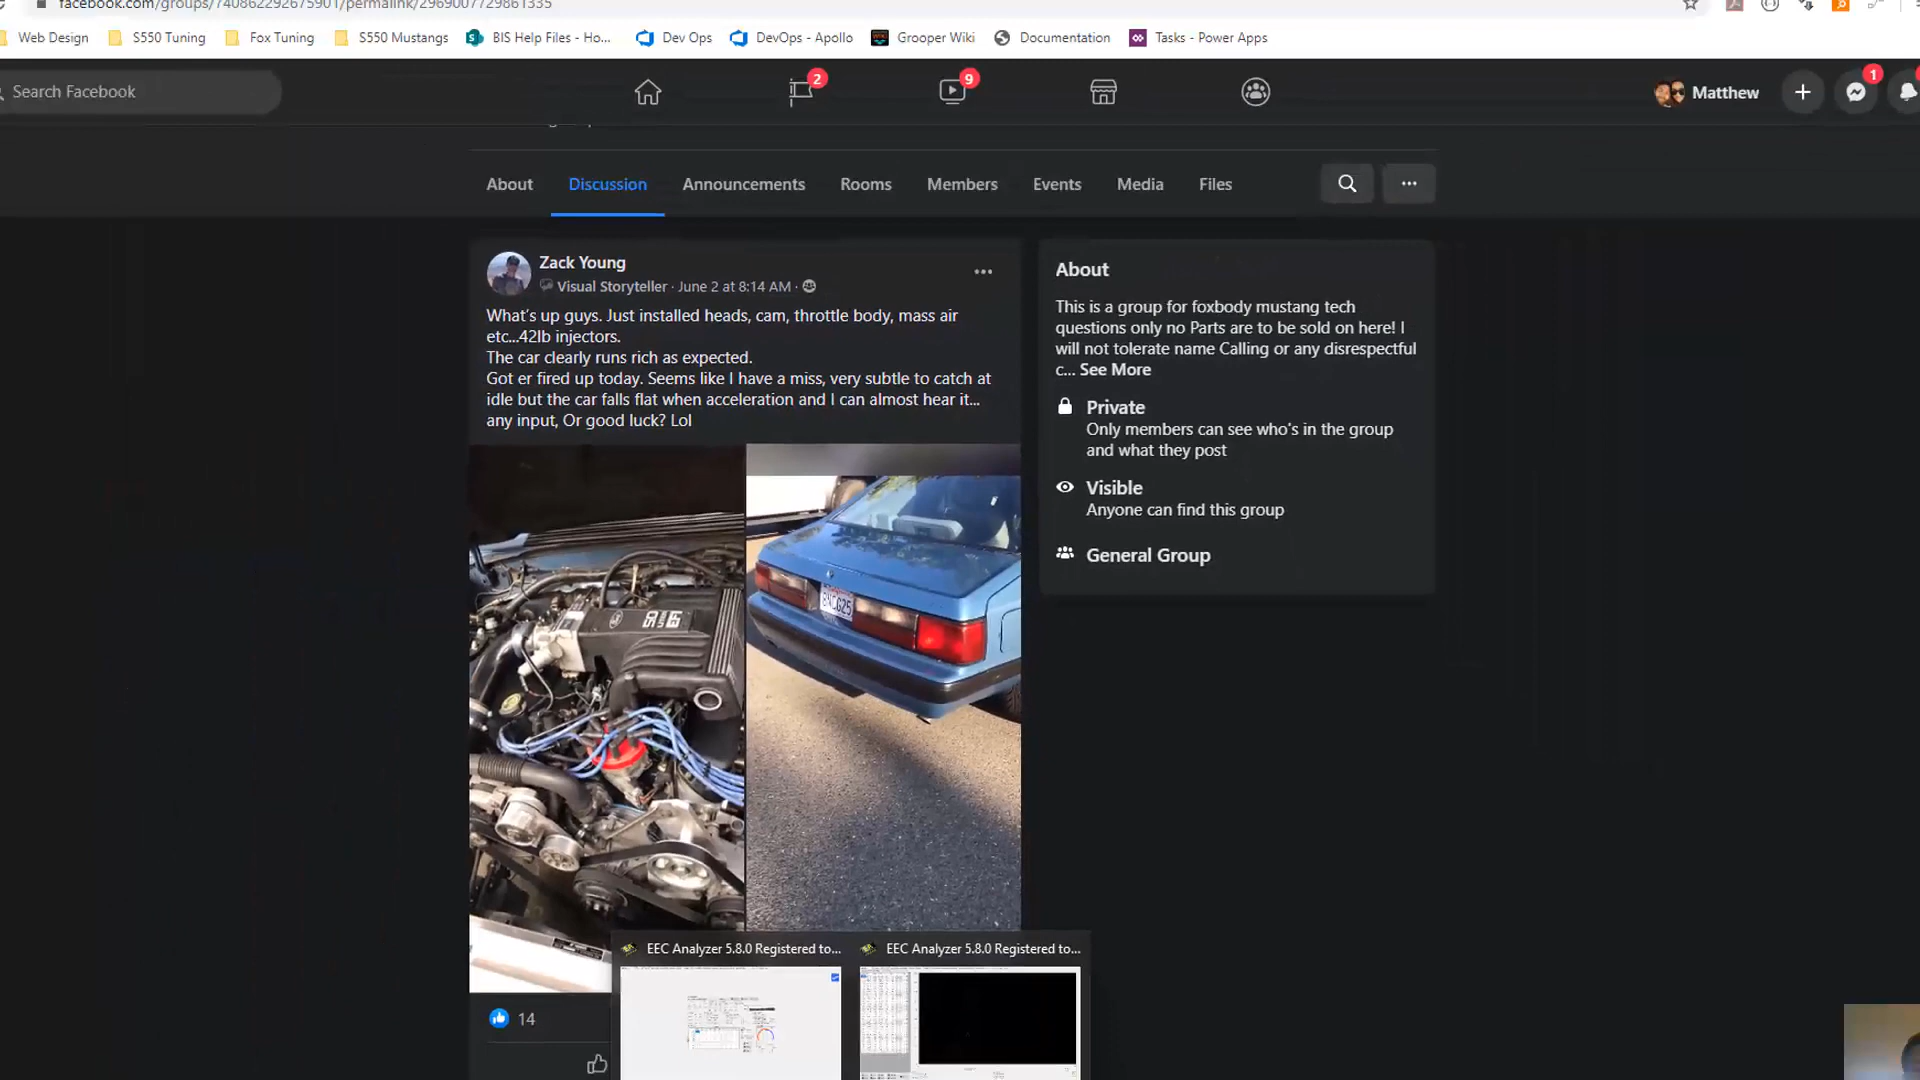 facebook.com/groups/740862292675901/permalink/2969007729861335
Web Design
S550 Tuning
Fox Tuning
S550 Mustangs
BIS Help Files - Ho...
Dev Ops
DevOps - Apollo
Grooper Wiki
Documentation
Tasks - Power Apps
Search Facebook
2
9
Matthew
1
About
Discussion
Announcements
Rooms
Members
Events
Media
Files
Zack Young
Visual Storyteller · June 2 at 8:14 AM ·
What's up guys. Just installed heads, cam, throttle body, mass air
etc...42lb injectors.
The car clearly runs rich as expected.
Got er fired up today. Seems like I have a miss, very subtle to catch at
idle but the car falls flat when acceleration and I can almost hear it...
any input, Or good luck? Lol
14
About
This is a group for foxbody mustang tech
questions only no Parts are to be sold on here! I
will not tolerate name Calling or any disrespectful
c... See More
Private
Only members can see who's in the group
and what they post
Visible
Anyone can find this group
General Group
EEC Analyzer 5.8.0 Registered to...
EEC Analyzer 5.8.0 Registered to...